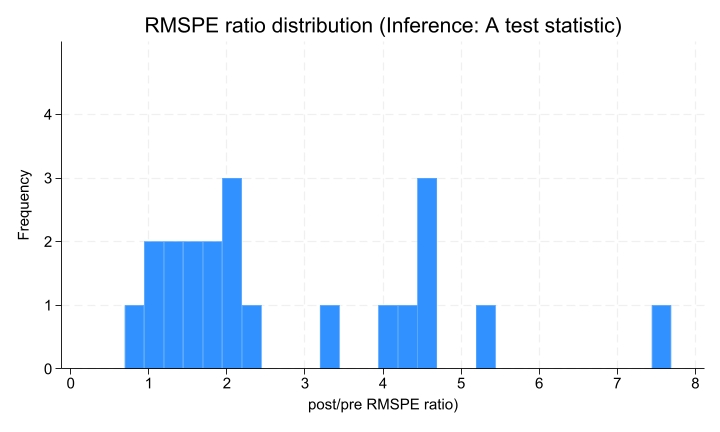 RMSPE ratio distribution (Inference: A test statistic)
Frequency
4
3
2
1
0
0 1 2 3 4 5 6 7 8
post/pre RMSPE ratio)